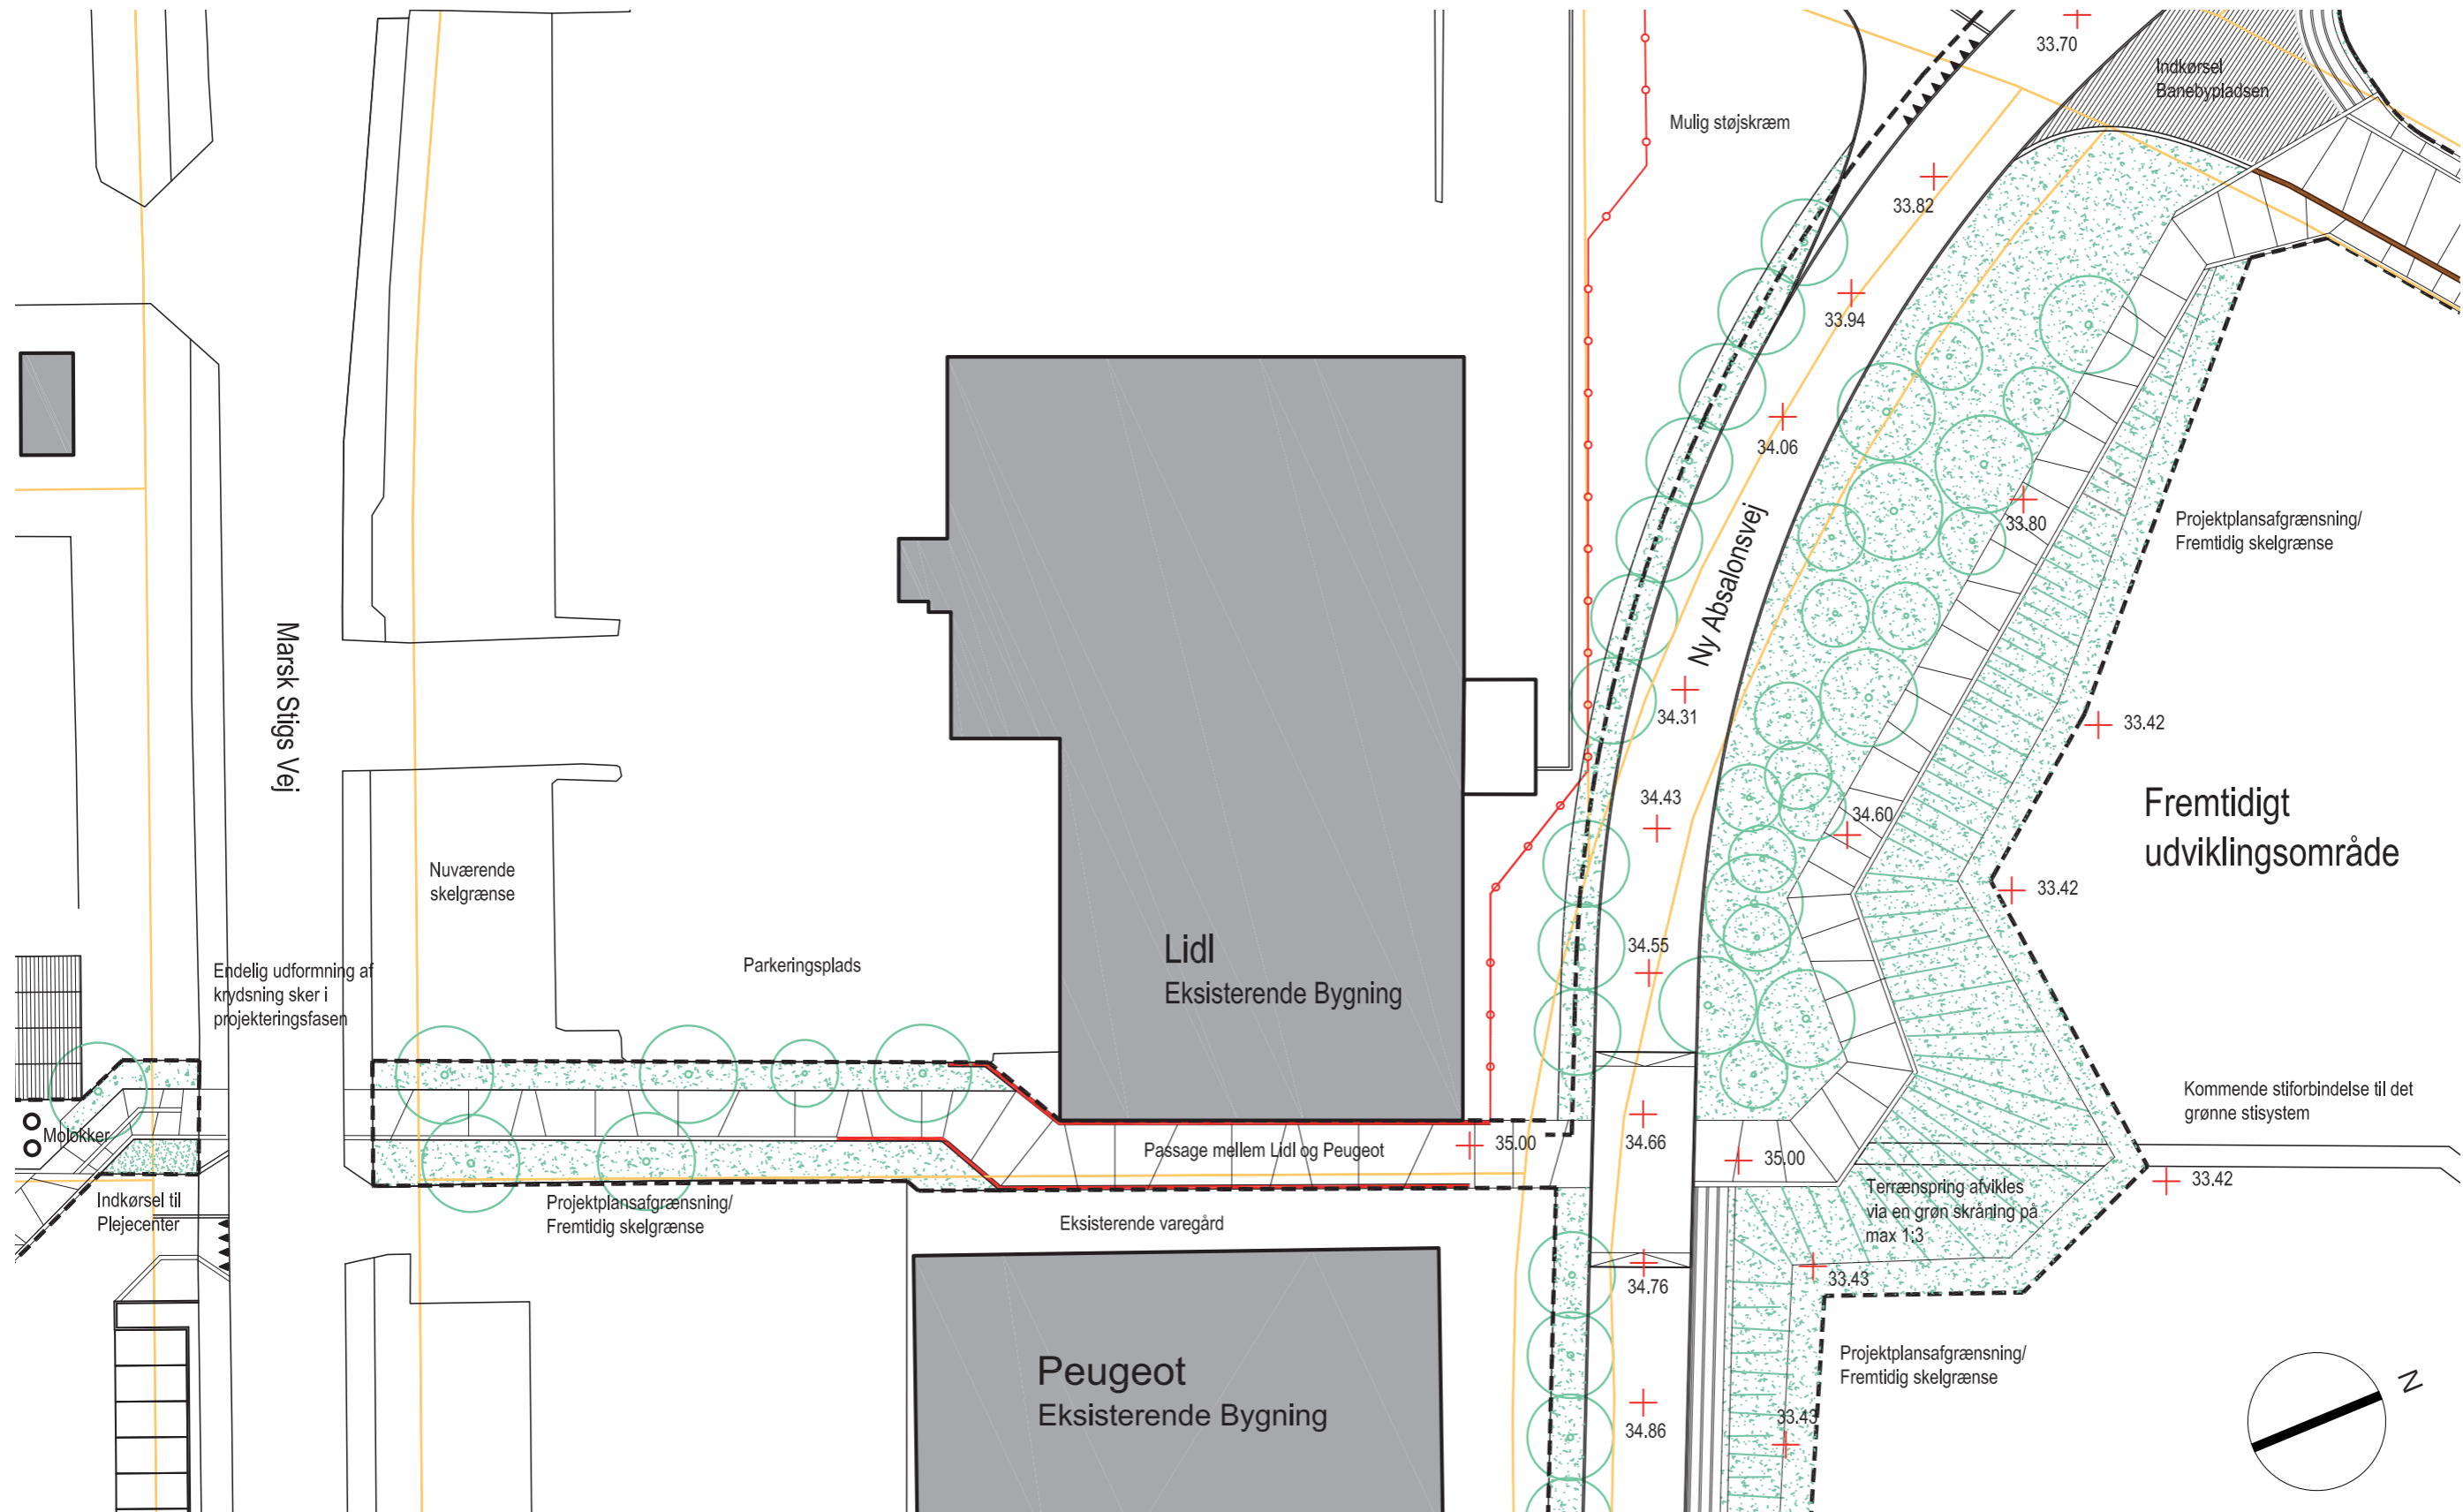 33.70
Indkørsel
Banebypladsen
Mulig støjskræm
33.82
33.94
34.06
33.80
Projektplansafgrænsning/
Fremtidig skelgrænse
Ny Absalonsvej
Marsk Stigs Vej
34.31
33.42
34.43
34.60
Fremtidigt
udviklingsområde
Nuværende
skelgrænse
33.42
Lidl
Eksisterende Bygning
34.55
Parkeringsplads
Endelig udformning af
krydsning sker i
projekteringsfasen
Kommende stiforbindelse til det
grønne stisystem
Molokker
Passage mellem Lidl og Peugeot
35.00
34.66
35.00
33.42
Indkørsel til
Plejecenter
Projektplansafgrænsning/
Fremtidig skelgrænse
Eksisterende varegård
Terrænspring afvikles
via en grøn skråning på
max 1:3
34.76
33.43
Peugeot
Eksisterende Bygning
Projektplansafgrænsning/
Fremtidig skelgrænse
N
34.86
33.43